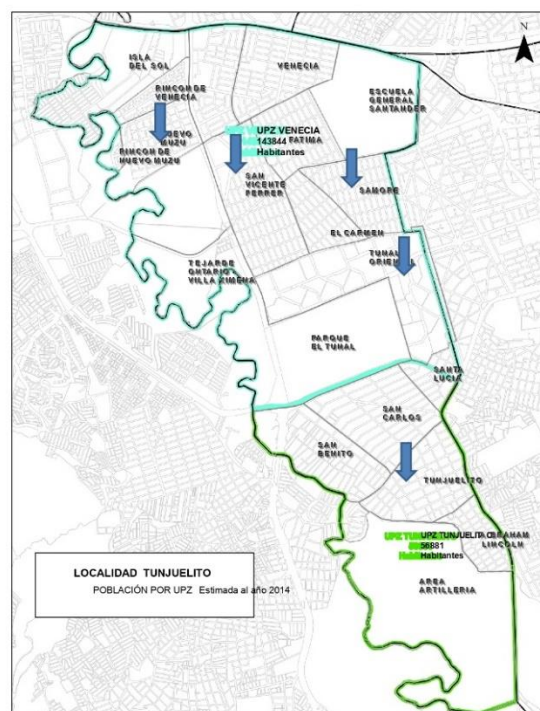 N
ISLA
DEL SOL
VENECIA
RINCON DE
VENECIA
ESCUELA
GENERAL
SANTANDER
NUEVO
MUZU
RINCON DE
NUEVO MUZU
UPZ VENECIA
143844
Habitantes
FATIMA
SAN
VICENTE
FERRER
SAMORE
EL CARMEN
TUNAL
ORIENTAL
TEJAR DE
ONTARIO
VILLA XIMENA
PARQUE
EL TUNAL
SANTA
LUCIA
SAN
CARLOS
SAN
BENITO
TUNJUELITO
UPZ TUNJUELITO
56881
Habitantes
ABRAHAM
LINCOLN
AREA
ARTILLERIA
LOCALIDAD TUNJUELITO
POBLACIÓN POR UPZ Estimada al año 2014